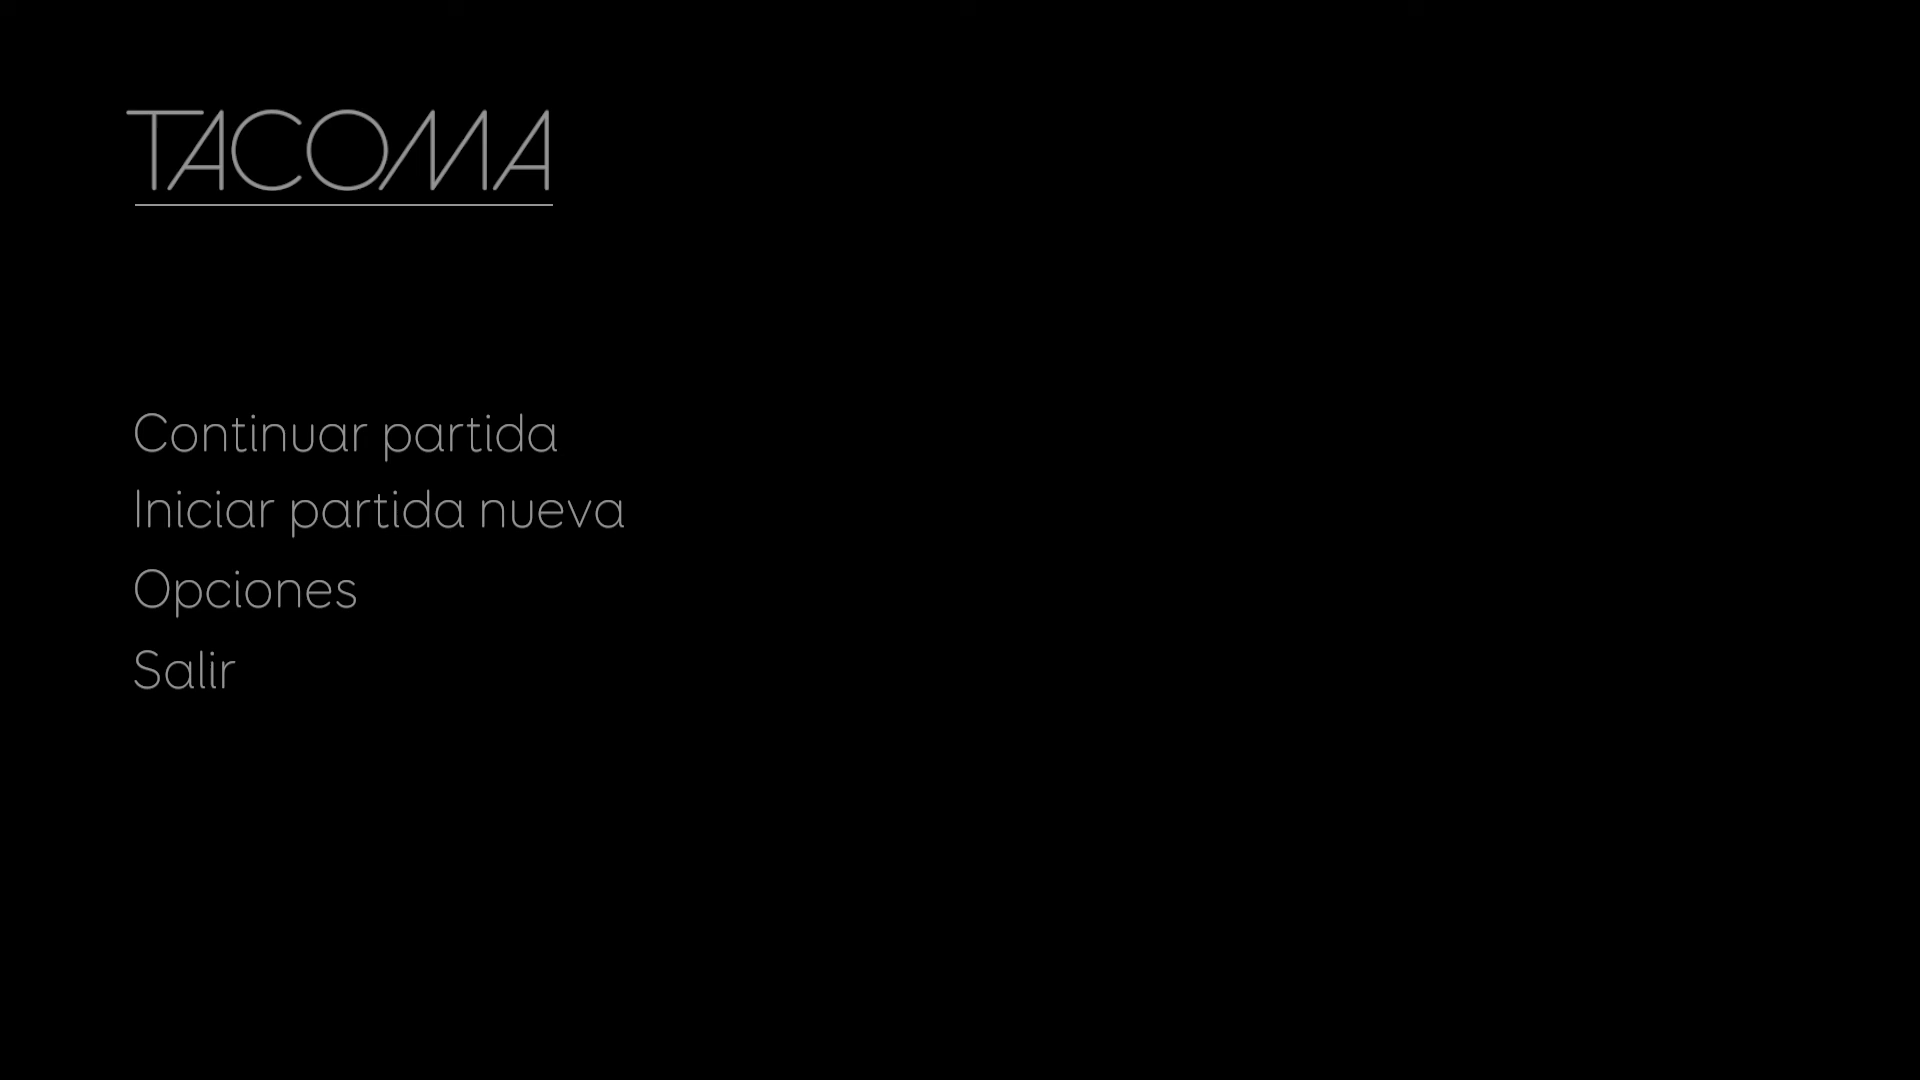 TACOMA
Continuar partida
Iniciar partida nueva
Opciones
Salir